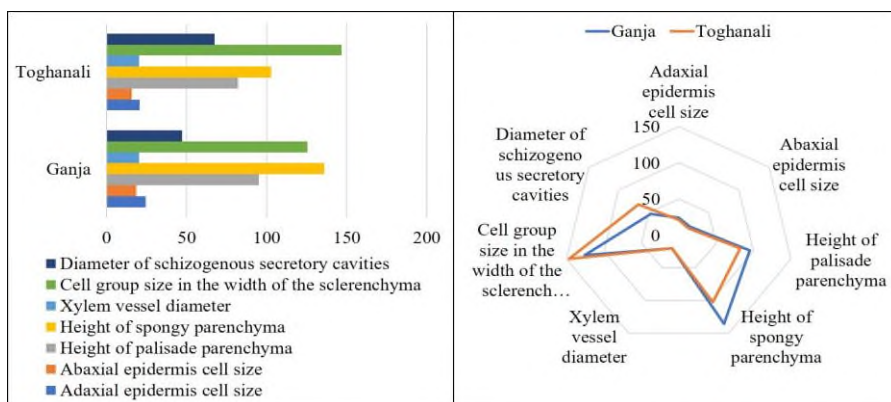 Toghanali
Ganja
0 50 100 150 200
Diameter of schizogenous secretory cavities
Cell group size in the width of the sclerenchyma
Xylem vessel diameter
Height of spongy parenchyma
Height of palisade parenchyma
Abaxial epidermis cell size
Adaxial epidermis cell size
Ganja Toghanali
Adaxial
epidermis
cell size
150
100
50
0
Abaxial
epidermis
cell size
Height of
palisade
parenchyma
Height of
spongy
parenchyma
Xylem
vessel
diameter
Cell group
size in the
width of the
sclerench…
Diameter of
schizogeno
us secretory
cavities